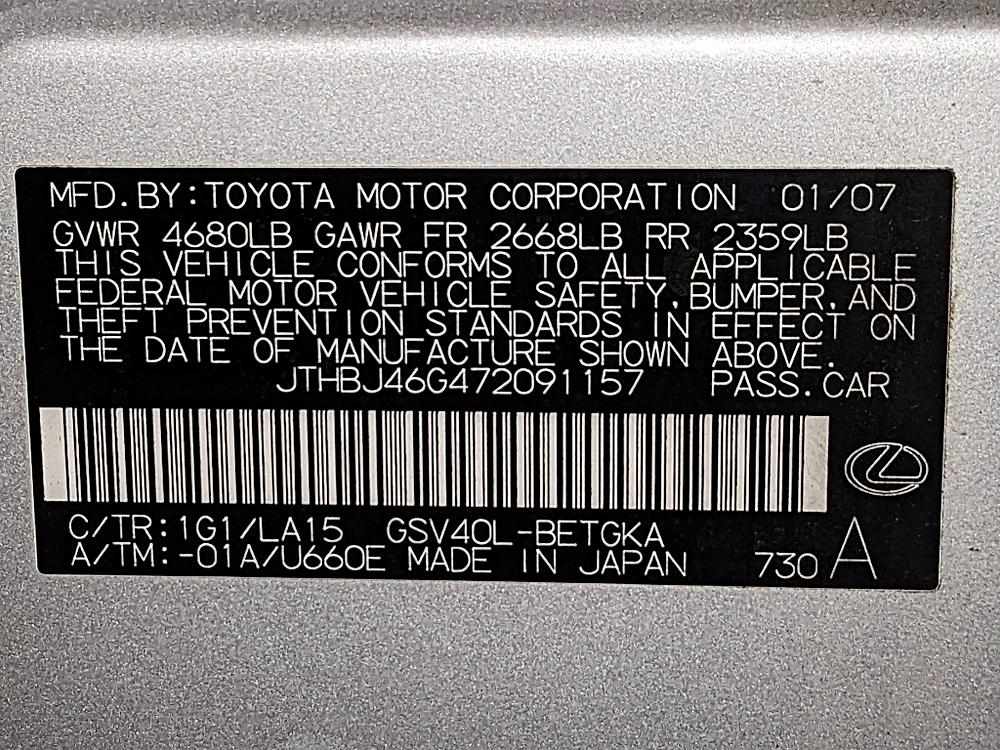 MFD.BY:TOYOTA MOTOR CORPORATION 01/07
GVWR 4680LB GAWR FR 2668LB RR 2359LB
THIS VEHICLE CONFORMS TO ALL APPLICABLE
FEDERAL MOTOR VEHICLE SAFETY,BUMPER,AND
THEFT PREVENTION STANDARDS IN EFFECT ON
THE DATE OF MANUFACTURE SHOWN ABOVE.
JTHBJ46G472091157 PASS.CAR
C/TR:1G1/LA15 GSV40L-BETGKA
A/TM:-01A/U660E MADE IN JAPAN 730 A